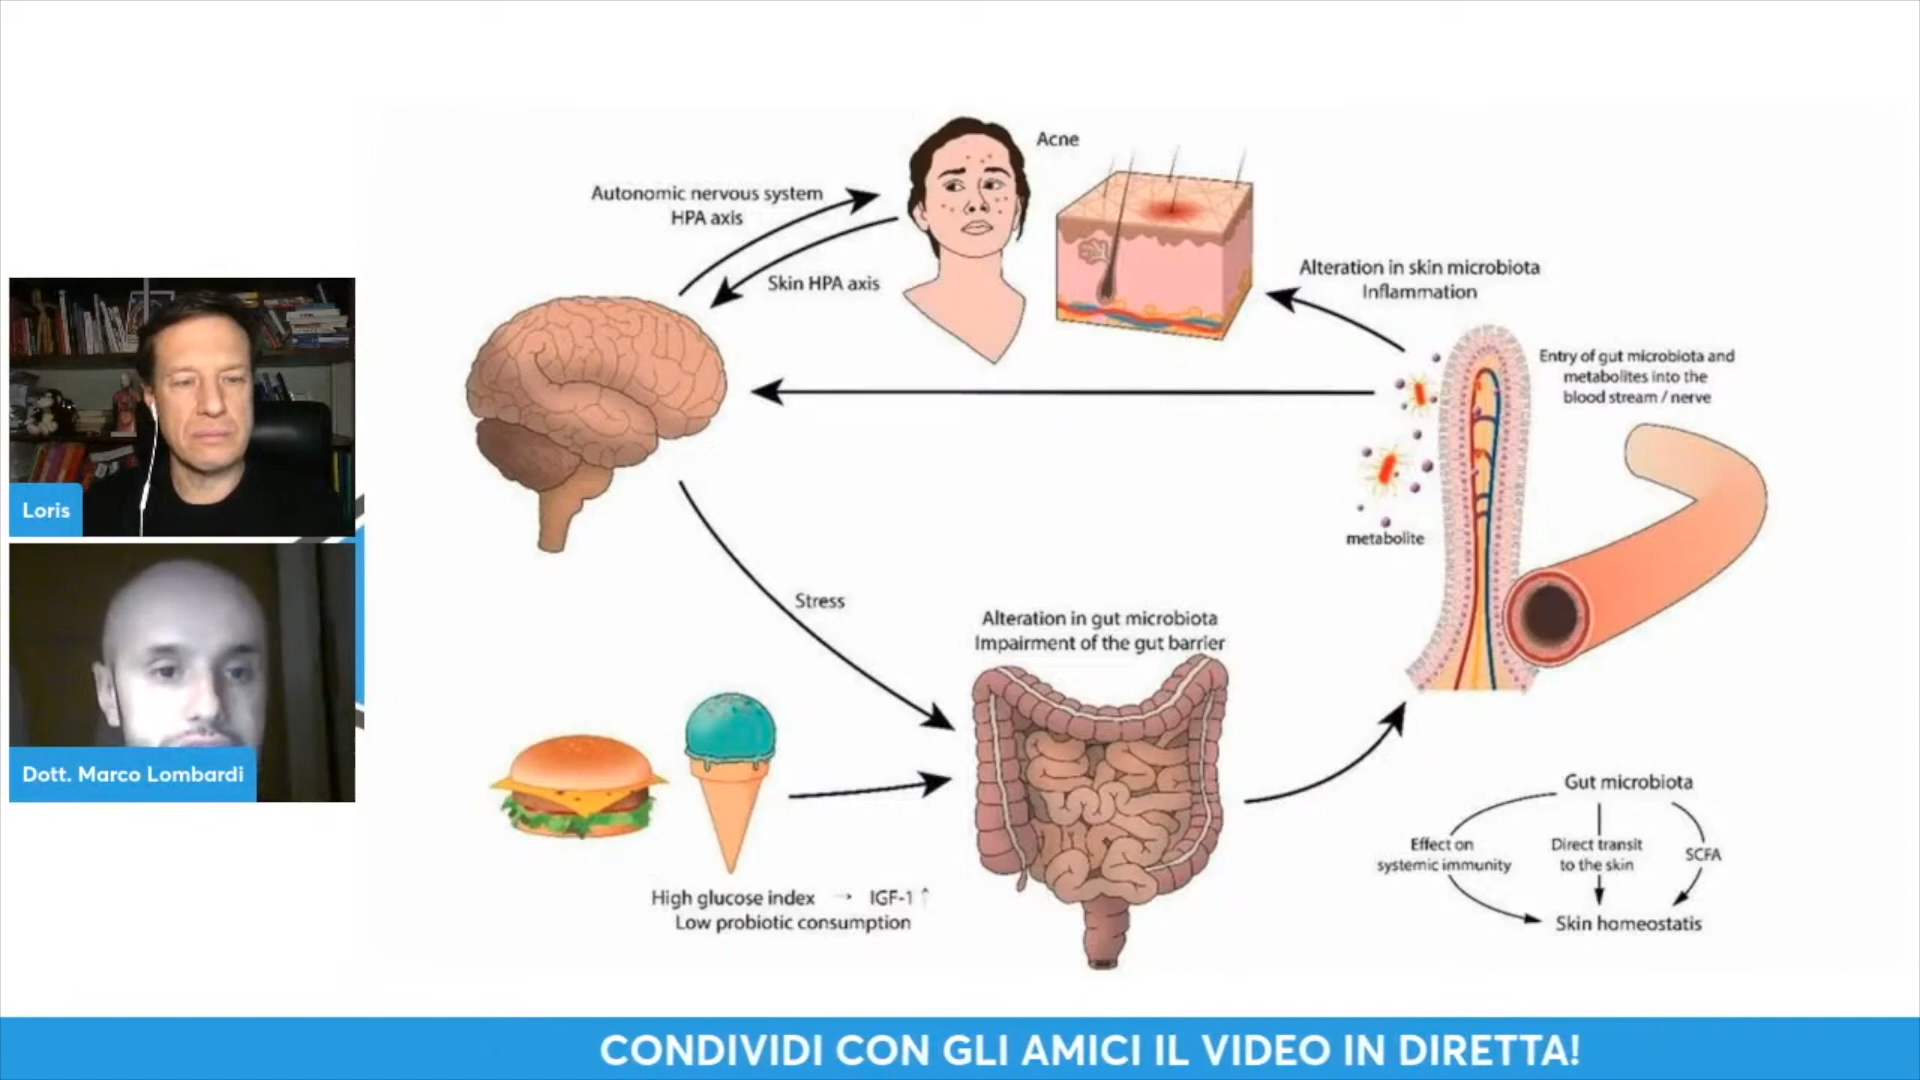 Acne
Autonomic nervous system
HPA axis
Skin HPA axis
Alteration in skin microbiota
Inflammation
Entry of gut microbiota and
metabolites into the
blood stream / nerve
metabolite
Loris
Stress
Alteration in gut microbiota
Impairment of the gut barrier
Dott. Marco Lombardi
High glucose index → IGF-1 ↑
Low probiotic consumption
Gut microbiota
Effect on
systemic immunity
Direct transit
to the skin
SCFA
Skin homeostatis
CONDIVIDI CON GLI AMICI IL VIDEO IN DIRETTA!